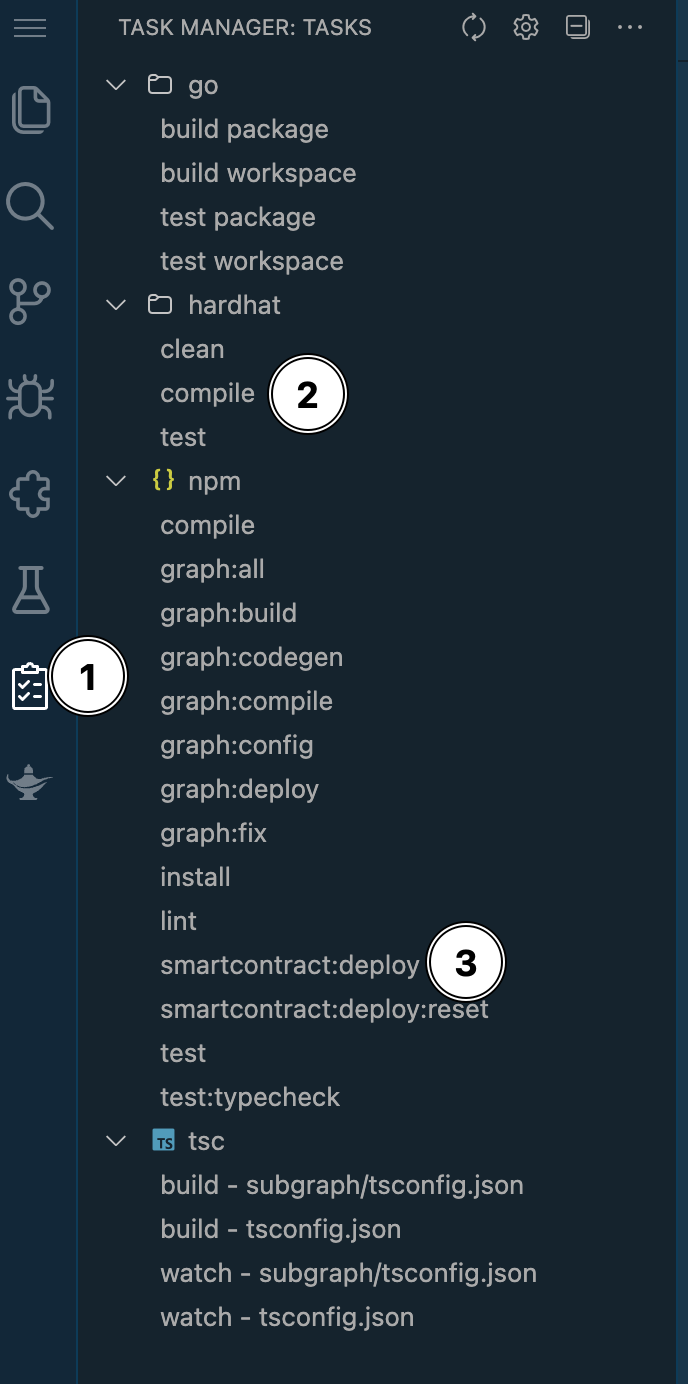 TASK MANAGER: TASKS
go
build package
build workspace
test package
test workspace
hardhat
clean
compile
2
test
{} npm
compile
graph:all
graph:build
graph:codegen
1
graph:compile
graph:config
graph:deploy
graph:fix
install
lint
smartcontract:deploy
3
smartcontract:deploy:reset
test
test:typecheck
TS tsc
build - subgraph/tsconfig.json
build - tsconfig.json
watch - subgraph/tsconfig.json
watch - tsconfig.json